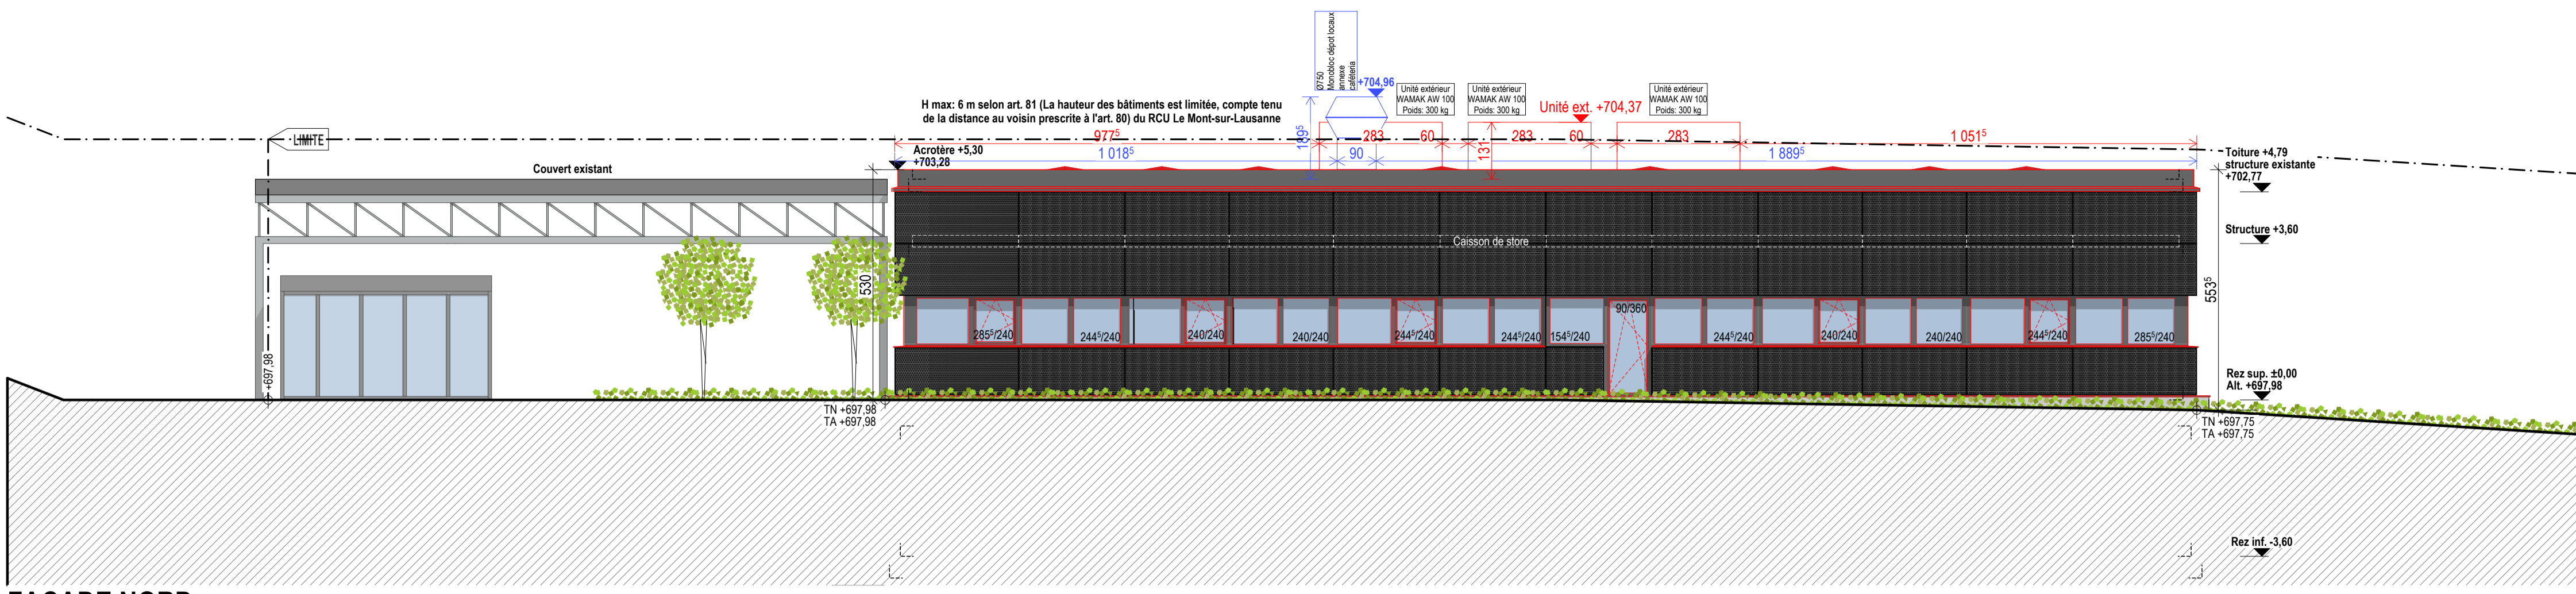 Ø750
Monobloc dépot locaux
annexe
caféteria
+704,96
189⁵
H max: 6 m selon art. 81 (La hauteur des bâtiments est limitée, compte tenu
de la distance au voisin prescrite à l'art. 80) du RCU Le Mont-sur-Lausanne
Unité extérieur
WAMAK AW 100
Poids: 300 kg
Unité extérieur
WAMAK AW 100
Poids: 300 kg
Unité ext. +704,37
Unité extérieur
WAMAK AW 100
Poids: 300 kg
LIMITE
977⁵
283
60
283
60
283
1 051⁵
131
Acrotère +5,30
+703,28
1 018⁵
90
1 889⁵
Toiture +4,79
structure existante
+702,77
Couvert existant
Structure +3,60
Caisson de store
530
553⁵
90/360
285⁵/240
244⁵/240
240/240
240/240
244⁵/240
244⁵/240
154⁵/240
244⁵/240
240/240
240/240
244⁵/240
285⁵/240
+697,98
Rez sup. ±0,00
Alt. +697,98
TN +697,98
TA +697,98
TN +697,75
TA +697,75
Rez inf. -3,60